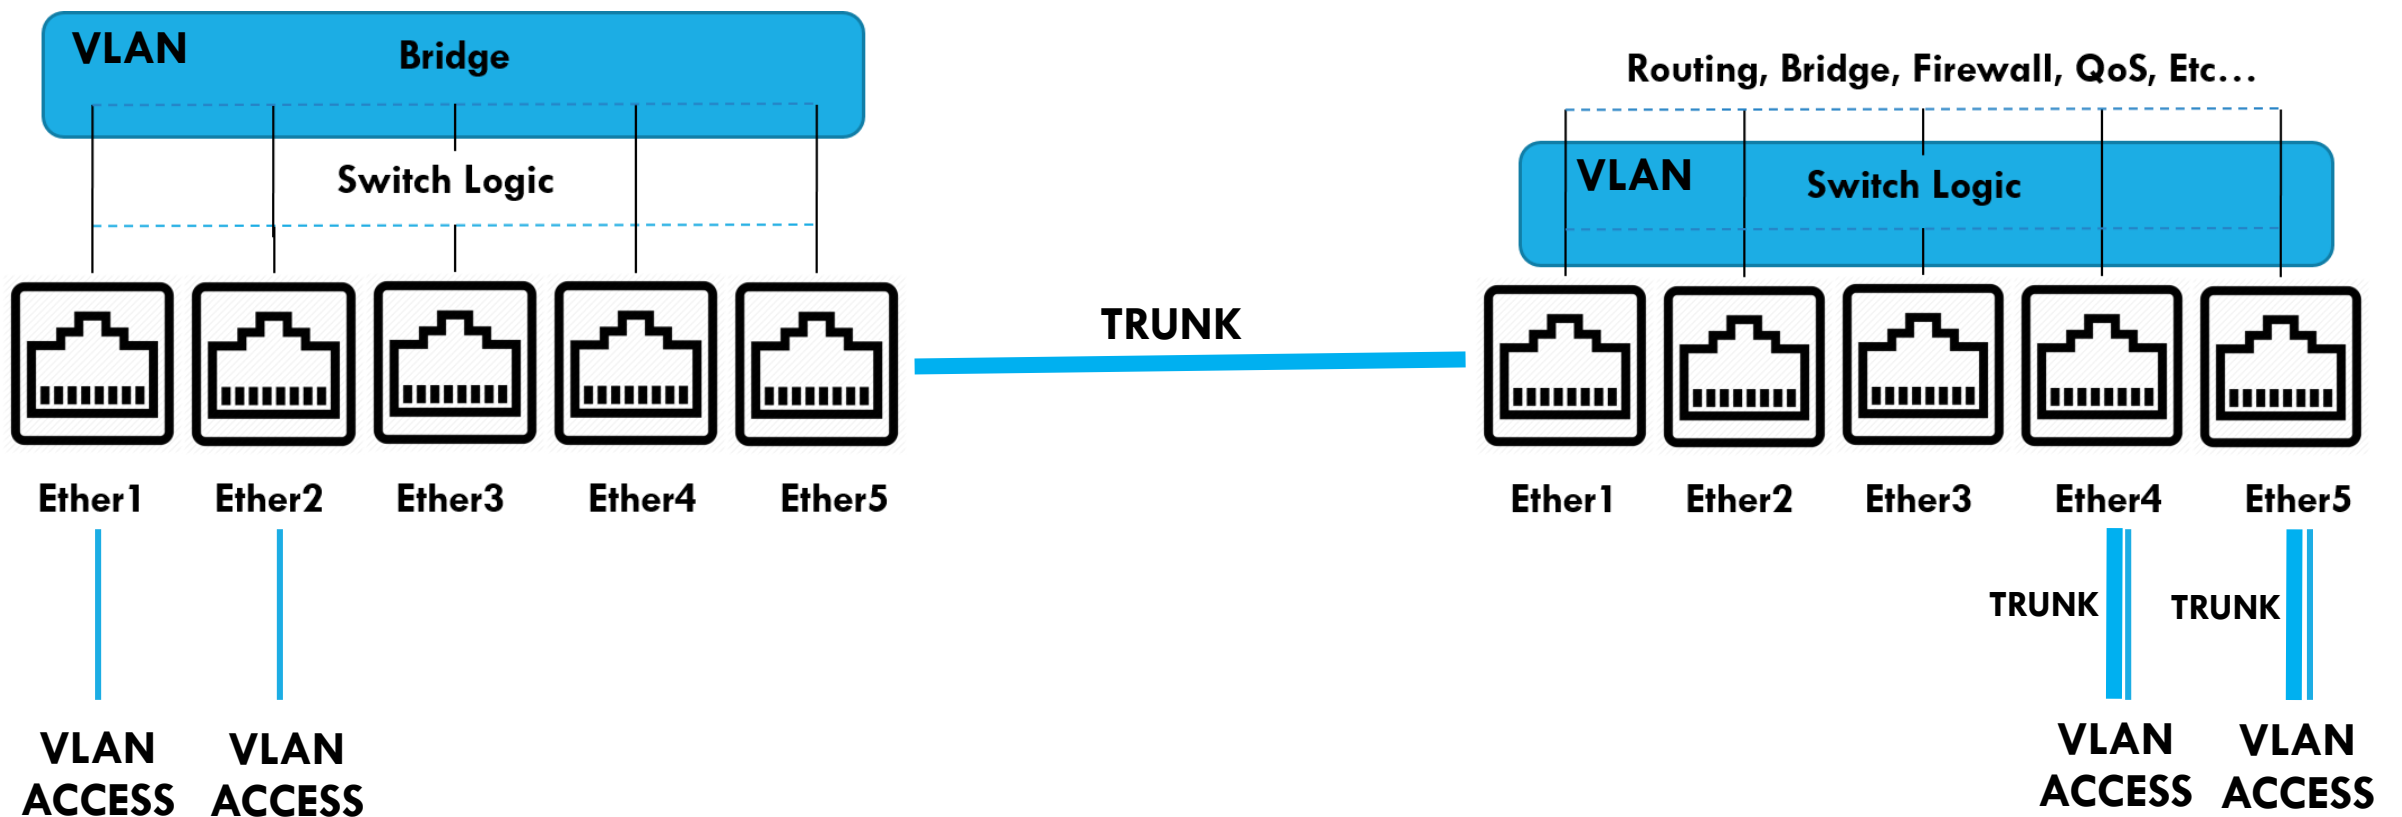 VLAN
Bridge
Switch Logic
Ether1
Ether2
Ether3
Ether4
Ether5
VLAN
ACCESS
VLAN
ACCESS
TRUNK
Routing, Bridge, Firewall, QoS, Etc...
VLAN
Switch Logic
Ether1
Ether2
Ether3
Ether4
Ether5
TRUNK
TRUNK
VLAN
ACCESS
VLAN
ACCESS